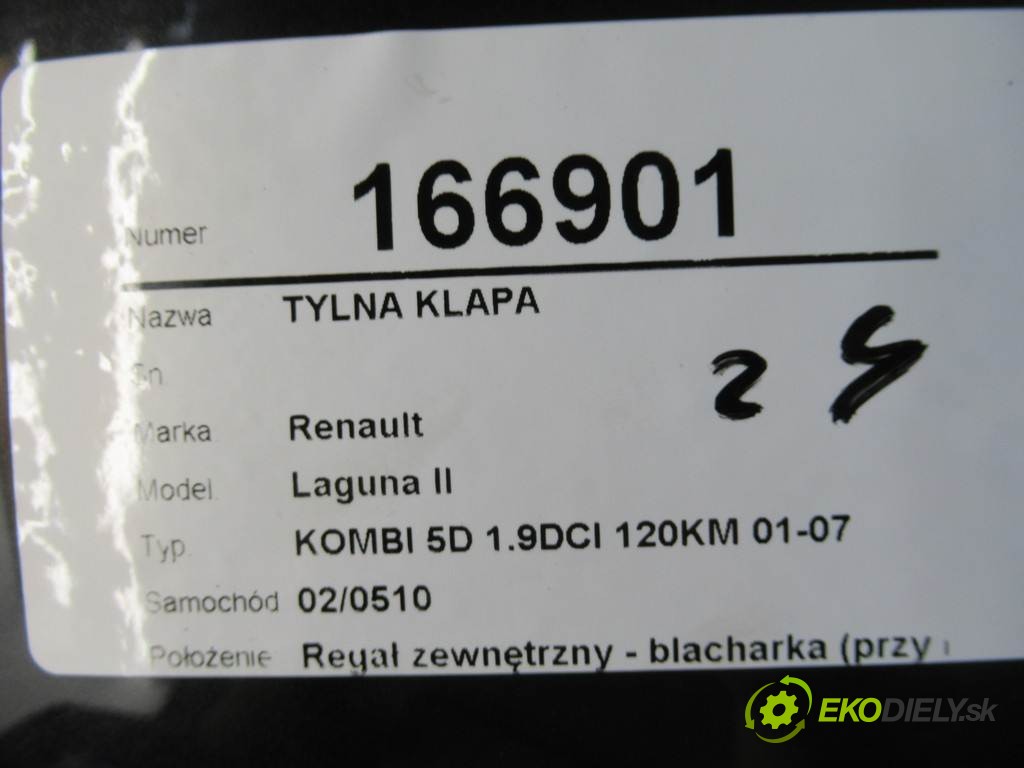 Numer 166901
Nazwa TYLNA KLAPA
Sn
Marka Renault
Model Laguna II
Typ KOMBI 5D 1.9DCI 120KM 01-07
Samochód 02/0510
Położenie Regał zewnętrzny - blacharka (przy
EKODIELY.sk